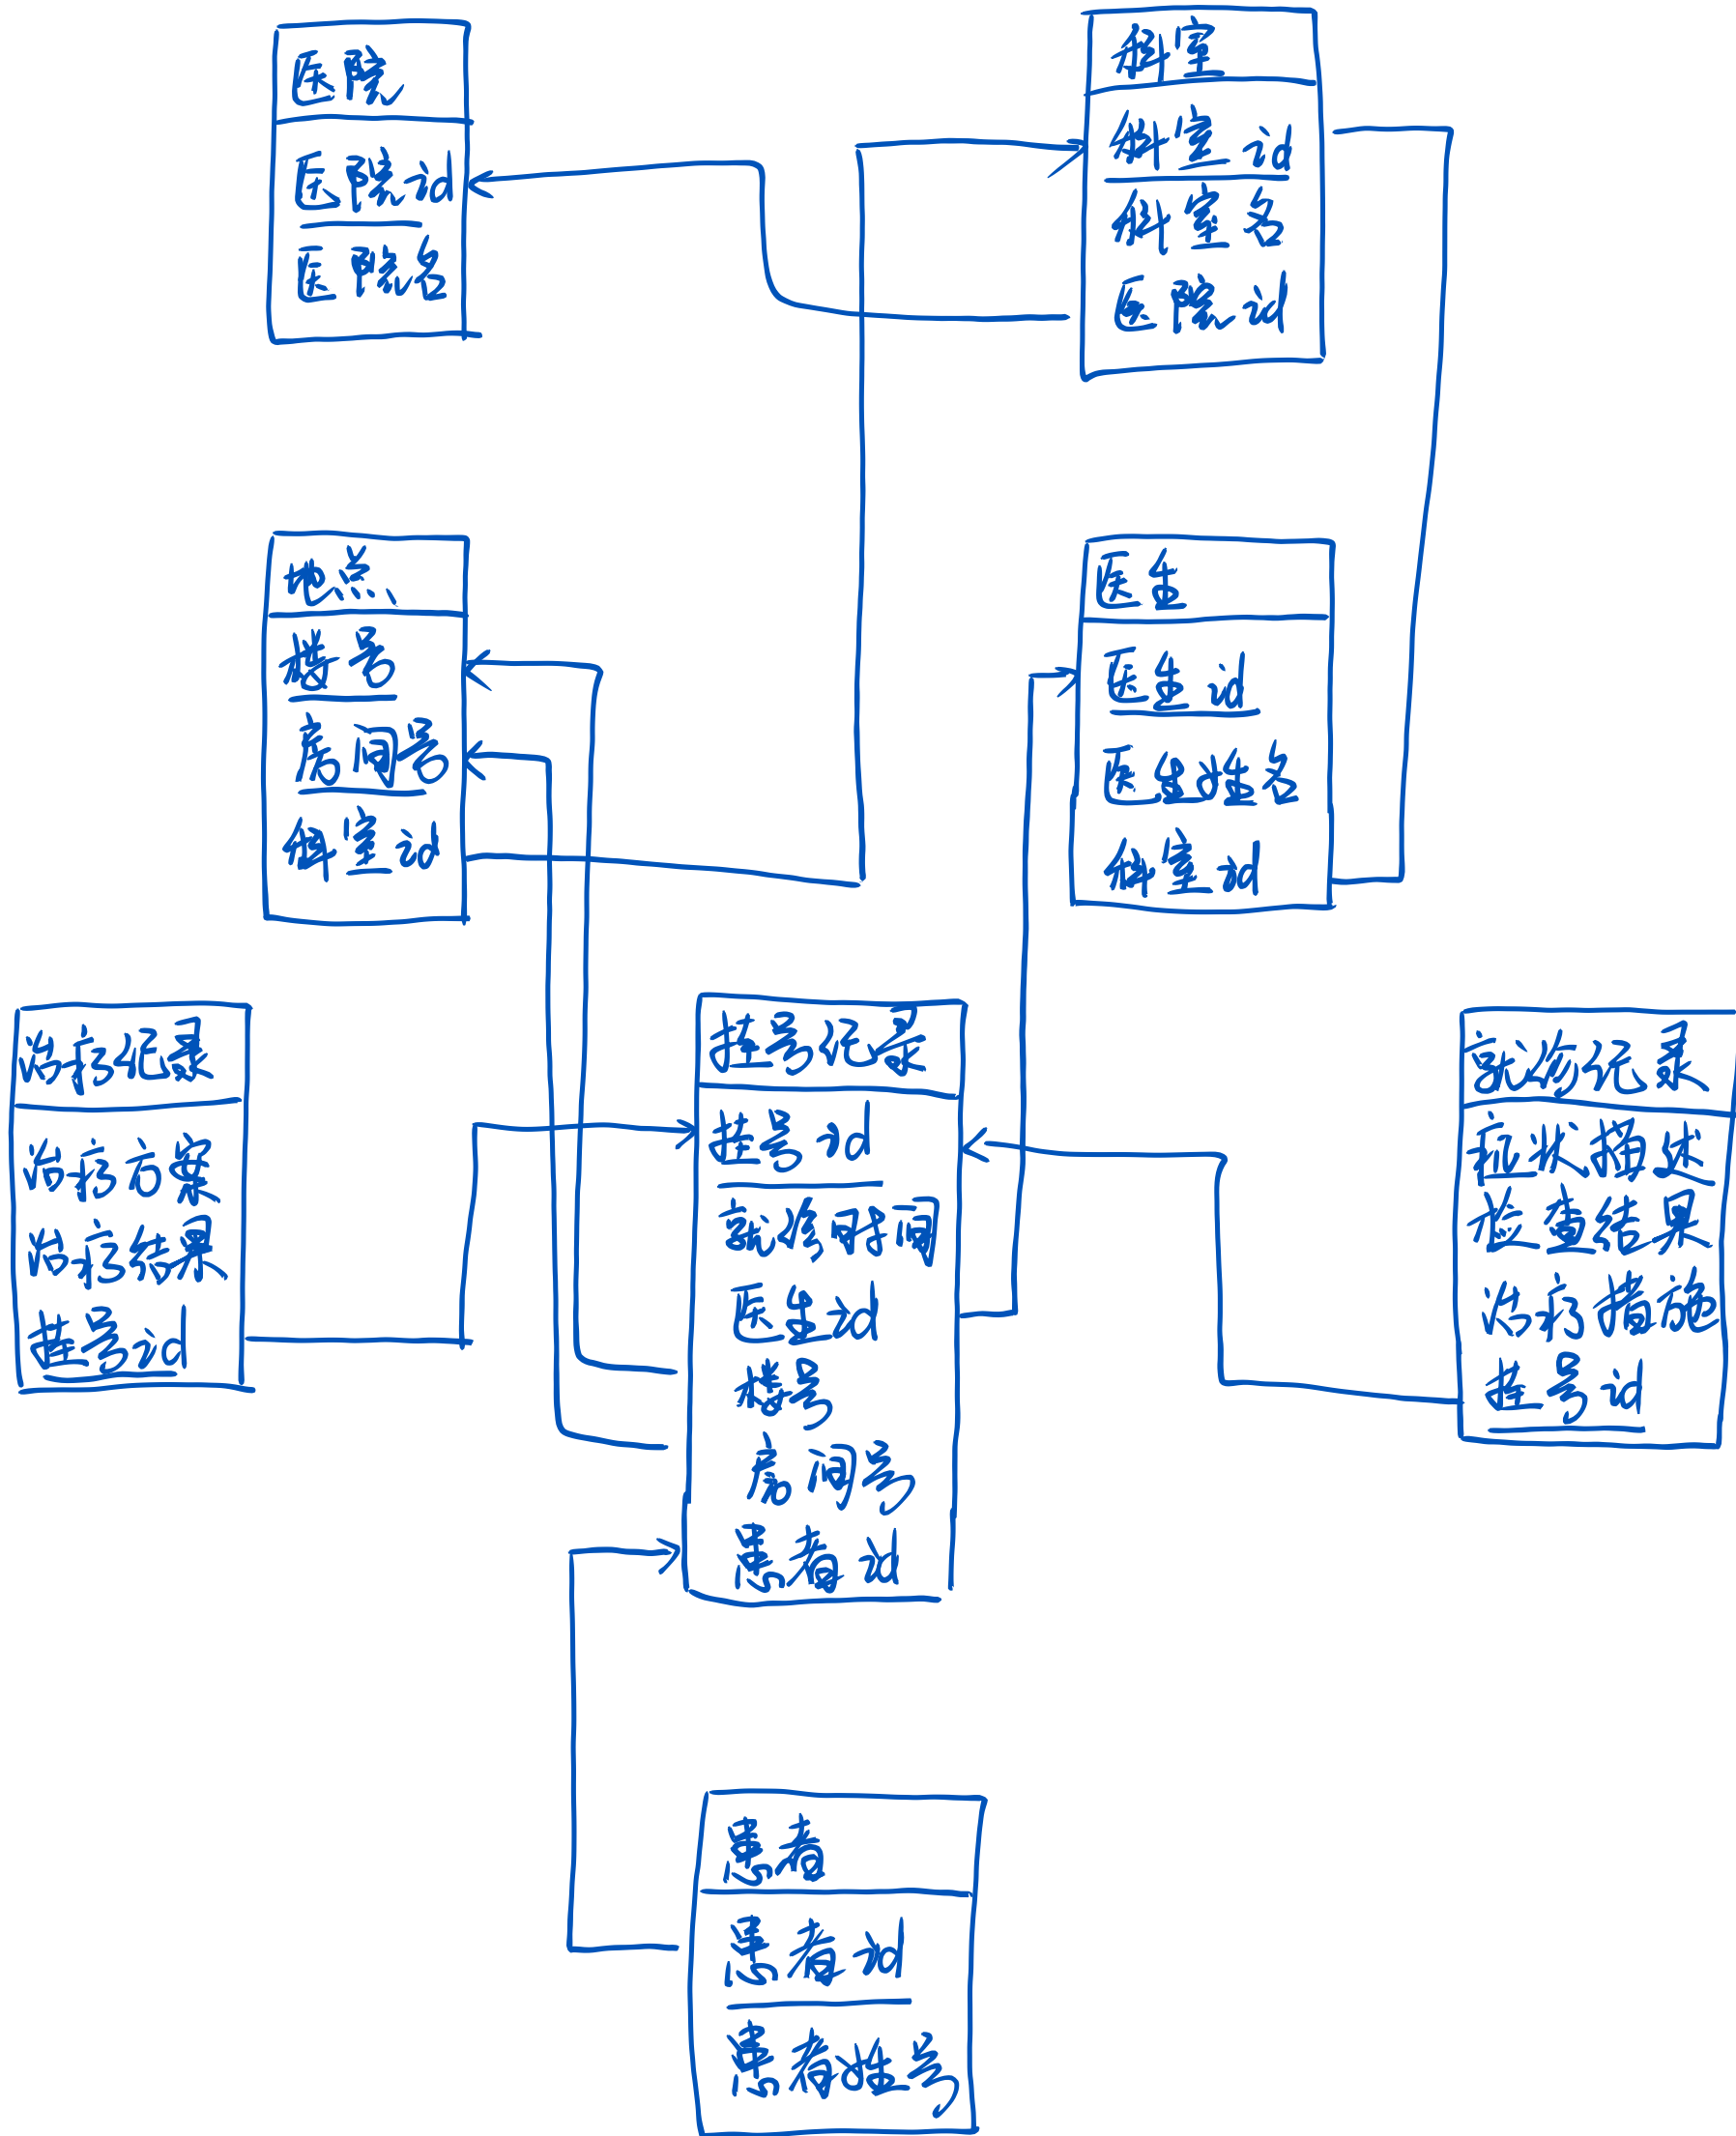 医院
医院id
医院名
科室
科室id
科室名
医院id
地点
楼号
房间号
科室id
医生
医生id
医生姓名
科室id
治疗记录
治疗方案
治疗结果
挂号id
挂号记录
挂号id
就诊时间
医生id
楼号
房间号
患者id
就诊记录
症状描述
检查结果
治疗措施
挂号id
患者
患者id
患者姓名